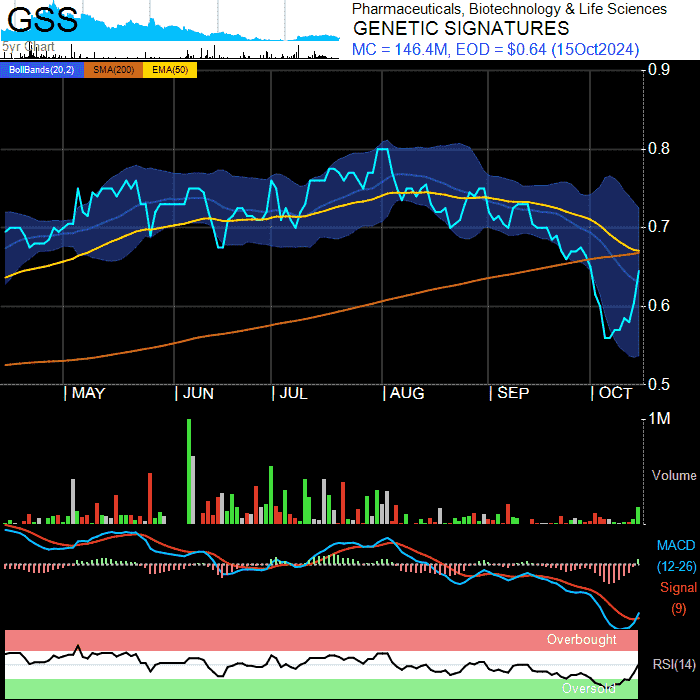 GSS
5yr Chart
Pharmaceuticals, Biotechnology & Life Sciences
GENETIC SIGNATURES
MC = 146.4M, EOD = $0.64 (15Oct2024)
BollBands(20,2) SMA(200) EMA(50)
0.9
0.8
0.7
0.6
0.5
MAY JUN JUL AUG SEP OCT
1M
Volume
MACD
(12-26)
Signal
(9)
Overbought
RSI(14)
Oversold